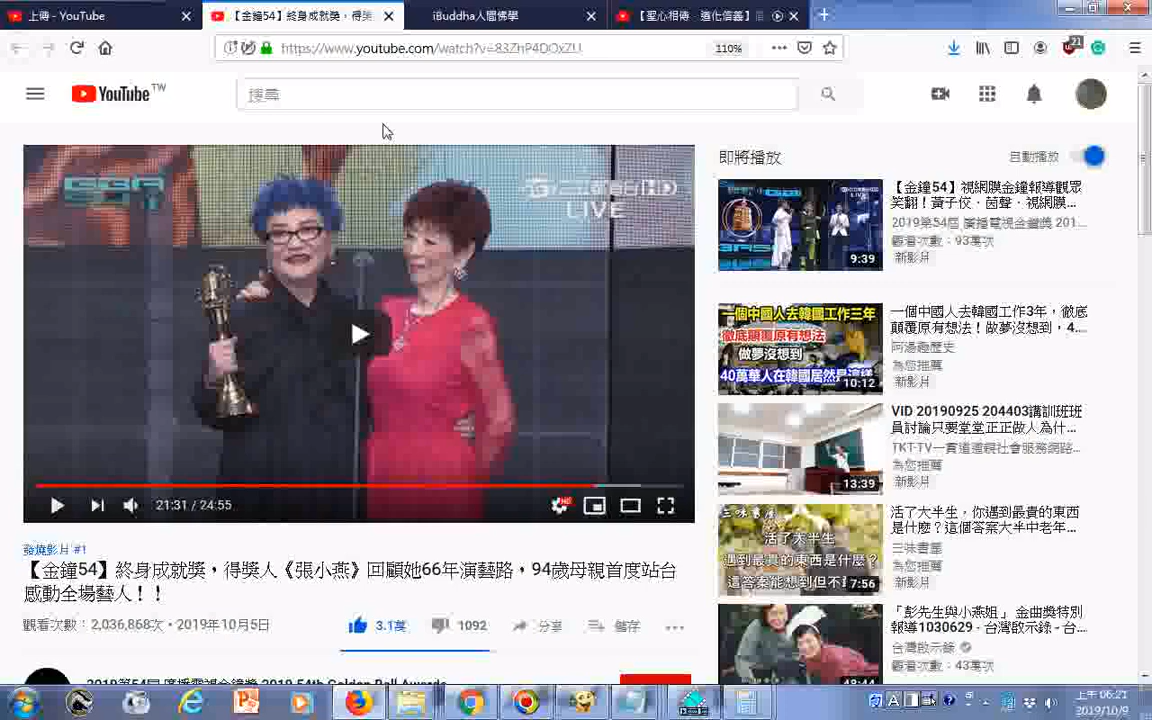 上傳 - YouTube
【金鐘54】終身成就獎，得獎
iBuddha人間佛學
【聖心相傳
https://www.youtube.com/watch?v=83ZhP4DOxZU
110%
21
YouTube TW
搜尋
LIVE
21:31 / 24:55
HD
發燒影片 #1
【金鐘54】終身成就獎，得獎人《張小燕》回顧她66年演藝路，94歲母親首度站台
感動全場藝人！！
觀看次數：2,036,868次 • 2019年10月5日
3.1萬
1092
分享
儲存
2019第54屆 廣播電視金鐘獎 2019 54th Golden Bell Awards
即將播放
自動播放
9:39
【金鐘54】視網膜金鐘報導觀眾
笑翻！黃子佼．茵聲．視網膜...
2019第54屆 廣播電視金鐘獎 201...
觀看次數：93萬次
新影片
一個中國人去韓國工作三年
徹底顛覆原有想法
做夢沒想到
40萬華人在韓國居然是這樣
10:12
一個中國人去韓國工作3年，徹底
顛覆原有想法！做夢沒想到，4...
阿湯趣歷史
為您推薦
新影片
13:39
VID 20190925 204403講訓班班
員討論只要堂堂正正做人為什...
TKT-TV一貫道道親社會服務網路...
為您推薦
新影片
三味書屋
活了大半生
遇到最貴的東西是什麼？
這個答案能想到但不
7:56
活了大半生，你遇到最貴的東西
是什麼？這個答案大半中老年...
三味書屋
為您推薦
新影片
48:44
「彭先生與小燕姐」 金曲獎特別
報導1030629 - 台灣啟示錄 - 台...
台灣啟示錄
觀看次數：43萬次
上午 06:21
2019/10/9